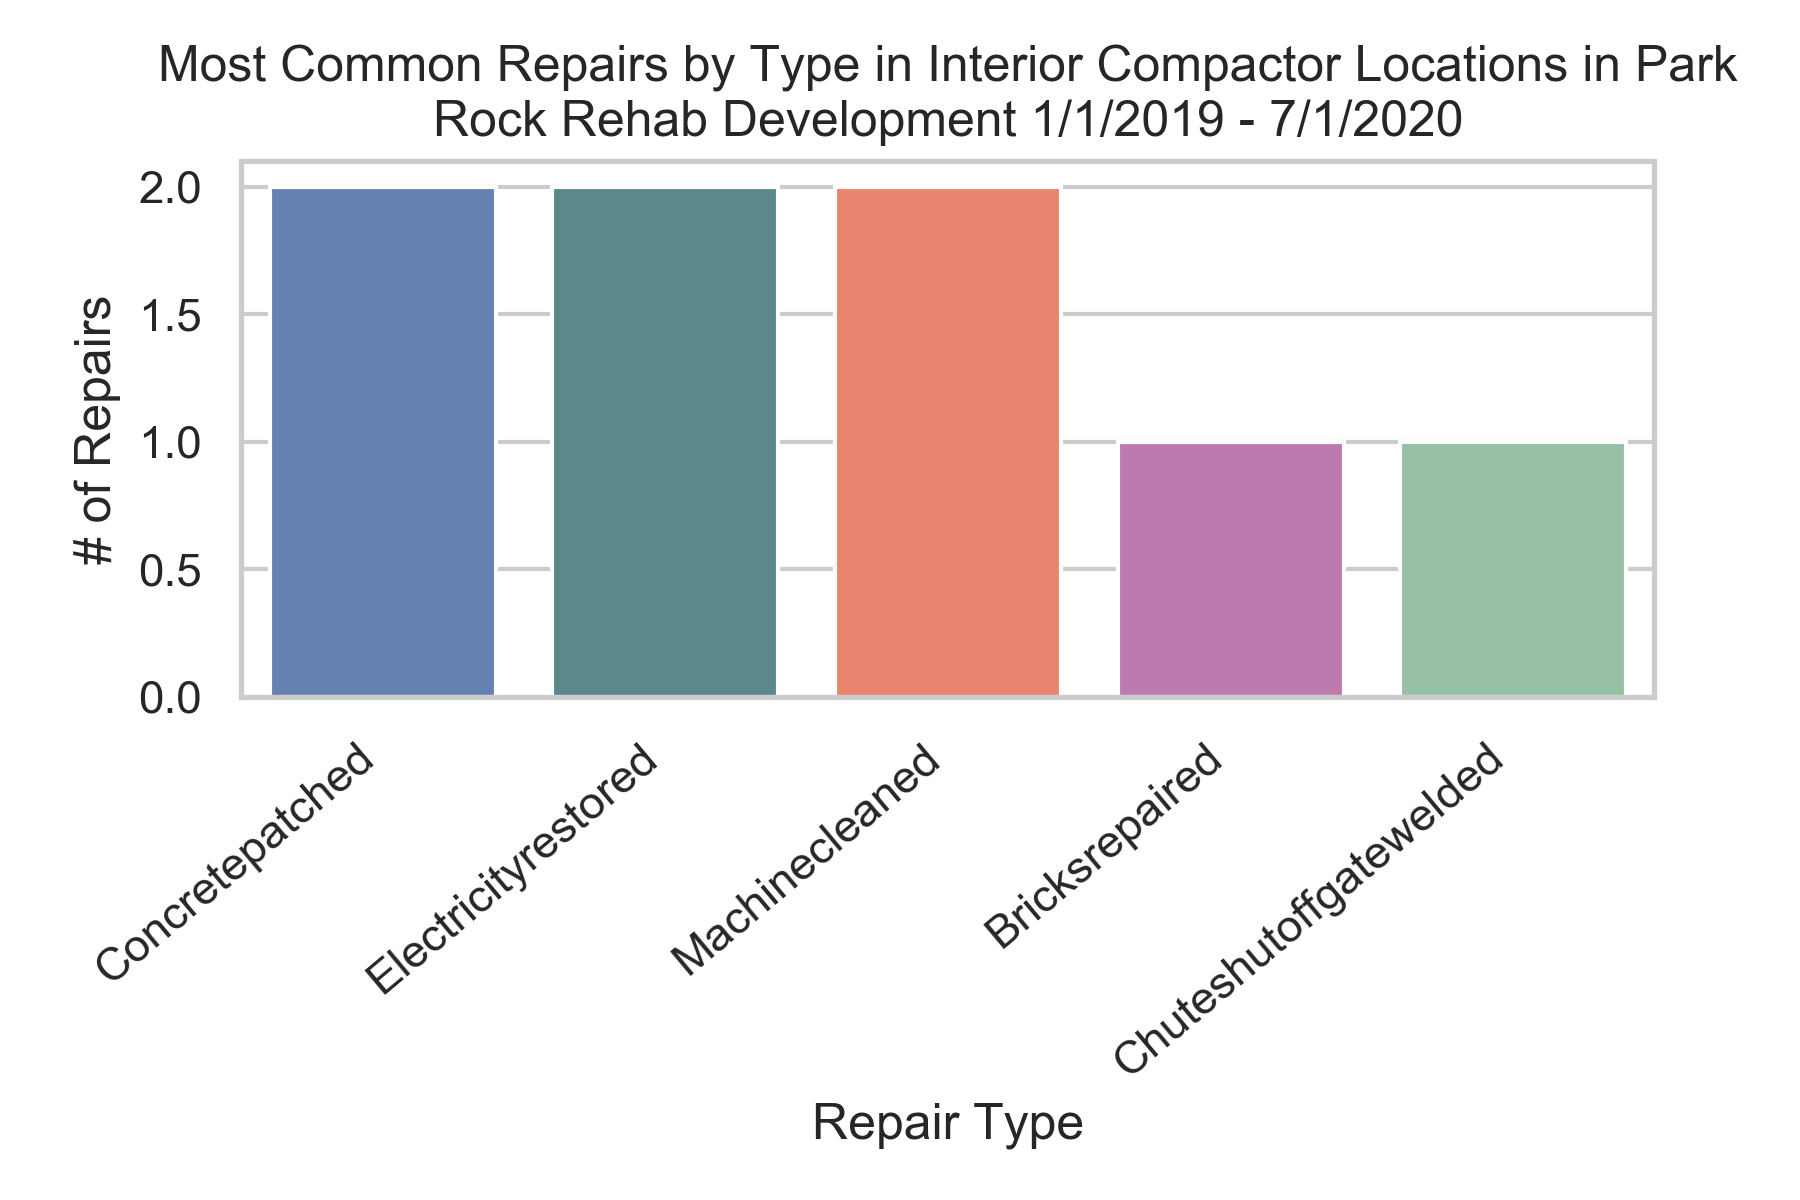 Most Common Repairs by Type in Interior Compactor Locations in Park
Rock Rehab Development 1/1/2019 - 7/1/2020
# of Repairs
2.0
1.5
1.0
0.5
0.0
Concretepatched
Electricityrestored
Machinecleaned
Bricksrepaired
Chuteshutoffgatewelded
Repair Type